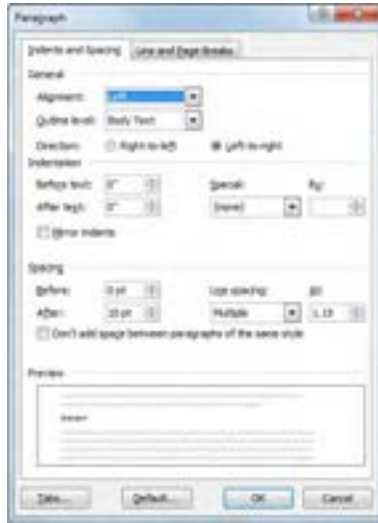 Paragraph
Indents and Spacing Line and Page Breaks
General
Alignment: Left
Outline level: Body Text
Direction: Right-to-left Left-to-right
Indentation
Before text: 0" Special: By:
After text: 0" (none)
Mirror indents
Spacing
Before: 0 pt Line spacing: At:
After: 10 pt Multiple 1.15
Don't add space between paragraphs of the same style
Preview
Tabs... Default... OK Cancel